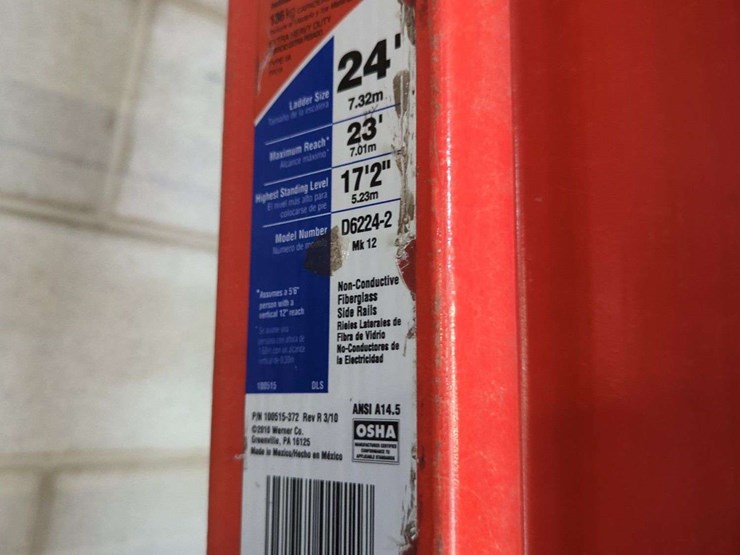 24'
Ladder Size
7.32m
Tamaño de la escalera
23'
Maximum Reach*
7.01m
Alcance máximo*
17'2"
Highest Standing Level
5.23m
El nivel más alto para
colocarse de pie
D6224-2
Model Number
Mk 12
Número de
Non-Conductive
Fiberglass
Side Rails
Rieles Laterales de
Fibra de Vidrio
No-Conductores de
la Electricidad
*Assumes a 5'6"
person with a
vertical 12" reach
100515 DLS
P/N 100515-372 Rev R 3/10
©2010 Werner Co.
Greenville, PA 16125
Made in Mexico/Hecho en México
ANSI A14.5
OSHA